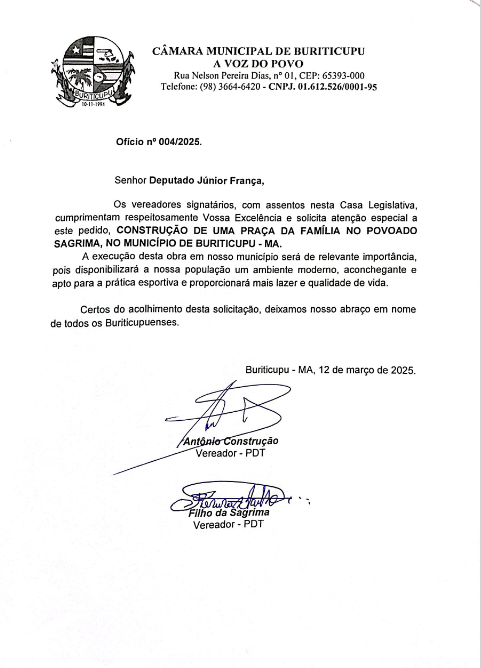 CÂMARA MUNICIPAL DE BURITICUPU
A VOZ DO POVO
Rua Nelson Pereira Dias, nº 01, CEP: 65393-000
Telefone: (98) 3664-6420 - CNPJ. 01.612.526/0001-95
BURITICUPU
10-11-1994
Ofício nº 004/2025.
Senhor Deputado Júnior França,
Os vereadores signatários, com assentos nesta Casa Legislativa,
cumprimentam respeitosamente Vossa Excelência e solicita atenção especial a
este pedido, CONSTRUÇÃO DE UMA PRAÇA DA FAMÍLIA NO POVOADO
SAGRIMA, NO MUNICÍPIO DE BURITICUPU - MA.
A execução desta obra em nosso município será de relevante importância,
pois disponibilizará a nossa população um ambiente moderno, aconchegante e
apto para a prática esportiva e proporcionará mais lazer e qualidade de vida.
Certos do acolhimento desta solicitação, deixamos nosso abraço em nome
de todos os Buriticupuenses.
Buriticupu - MA, 12 de março de 2025.
Antônio Construção
Vereador - PDT
Filho da Sagrima
Vereador - PDT